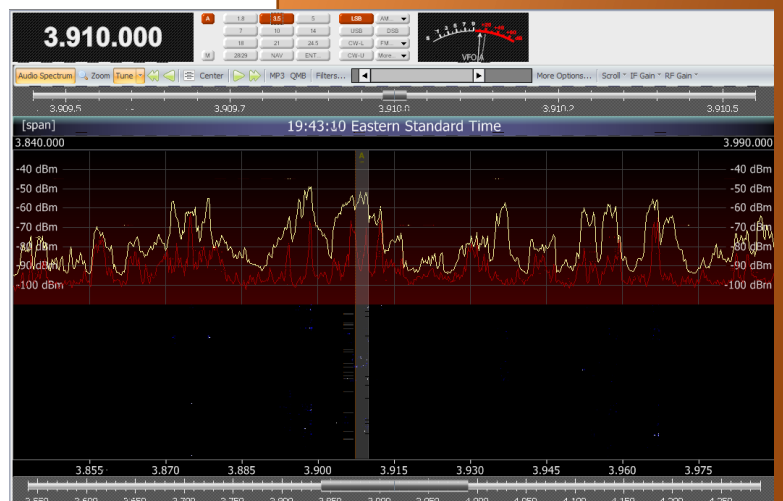 3.910.000
A 1.8 3.5 5 LSB AM...
7 10 14 USB DSB
18 21 24.5 CW-L FM...
M 28/29 NAV ENT... CW-U More...
VFO A
Audio Spectrum Zoom Tune Center MP3 QMB Filters... More Options... Scroll IF Gain RF Gain
3.909.5 3.909.7 3.910.0 3.910.2 3.910.5
[span] 19:43:10 Eastern Standard Time
3.840.000 3.990.000
A
-40 dBm -40 dBm
-50 dBm -50 dBm
-60 dBm -60 dBm
-70 dBm -70 dBm
-80 dBm -80 dBm
-90 dBm -90 dBm
-100 dBm -100 dBm
3.855 3.870 3.885 3.900 3.915 3.930 3.945 3.960 3.975